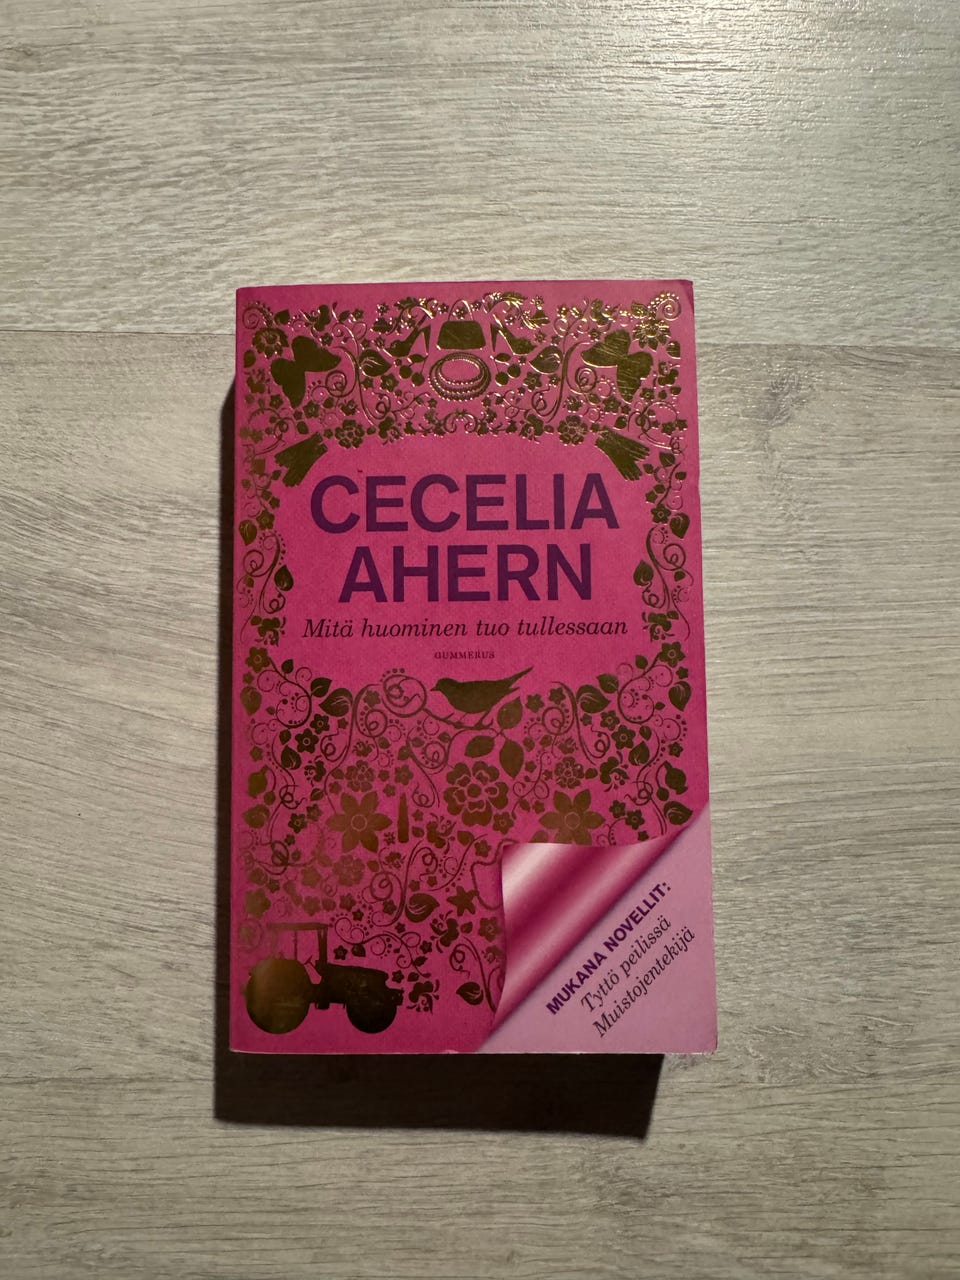 CECELIA
AHERN
Mitä huominen tuo tullessaan
GUMMERUS
MUKANA NOVELLIT:
Tyttö peilissä
Muistojentekijä